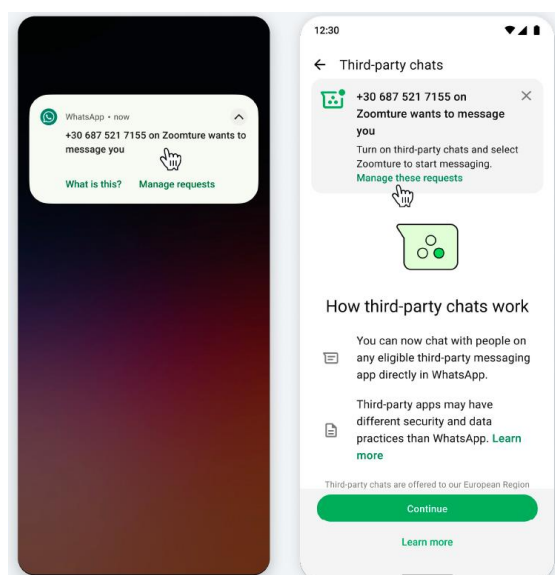 WhatsApp • now
+30 687 521 7155 on Zoomture wants to
message you
What is this? Manage requests
12:30
Third-party chats
+30 687 521 7155 on
Zoomture wants to message
you
Turn on third-party chats and select
Zoomture to start messaging.
Manage these requests
How third-party chats work
You can now chat with people on
any eligible third-party messaging
app directly in WhatsApp.
Third-party apps may have
different security and data
practices than WhatsApp. Learn
more
Third-party chats are offered to our European Region
Continue
Learn more